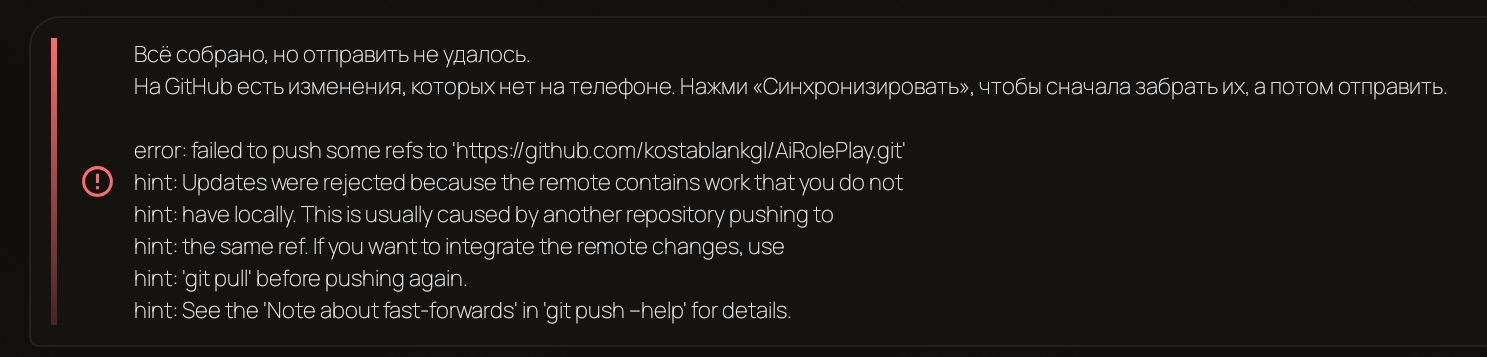 Всё собрано, но отправить не удалось.
На GitHub есть изменения, которых нет на телефоне. Нажми «Синхронизировать», чтобы сначала забрать их, а потом отправить.
error: failed to push some refs to 'https://github.com/kostablankgl/AiRolePlay.git'
hint: Updates were rejected because the remote contains work that you do not
hint: have locally. This is usually caused by another repository pushing to
hint: the same ref. If you want to integrate the remote changes, use
hint: 'git pull' before pushing again.
hint: See the 'Note about fast-forwards' in 'git push –help' for details.